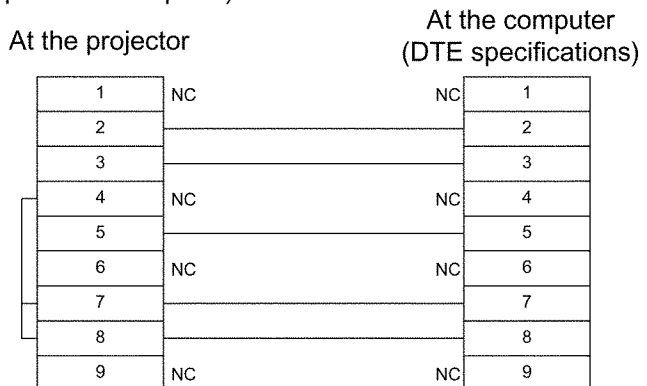 At the projector
At the computer
(DTE specifications)
1 NC NC 1
2 2
3 3
4 NC NC 4
5 5
6 NC NC 6
7 7
8 8
9 NC NC 9